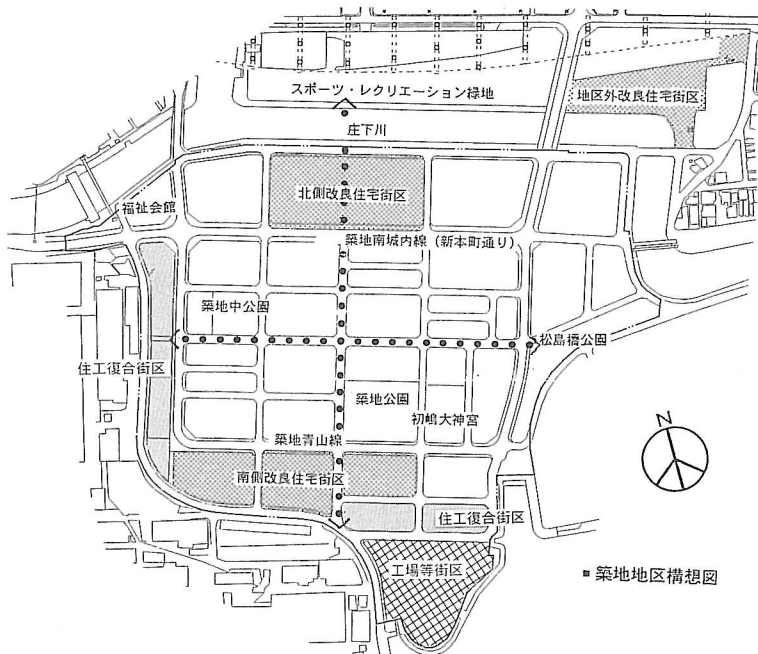 スポーツ・レクリエーション緑地
地区外改良住宅街区
庄下川
北側改良住宅街区
福祉会館
築地南城内線（新本町通り）
築地中公園
松島橋公園
住工復合街区
築地公園
初嶋大神宮
築地青山線
南側改良住宅街区
住工復合街区
工場等街区
N
築地地区構想図